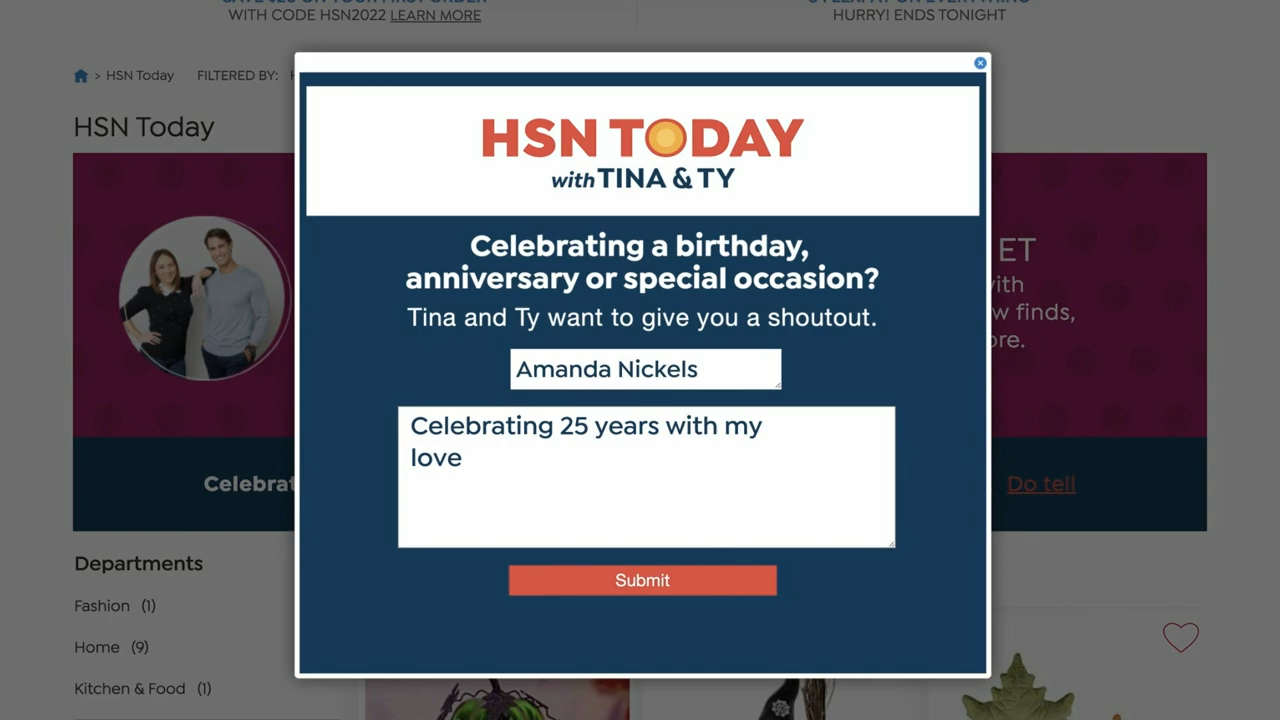 WITH CODE HSN2022 LEARN MORE
HURRY! ENDS TONIGHT
> HSN Today FILTERED BY:
HSN Today
HSN TODAY
with TINA & TY
Celebrating a birthday,
anniversary or special occasion?
Tina and Ty want to give you a shoutout.
Amanda Nickels
Celebrating 25 years with my
love
Submit
ET
with
w finds,
ore.
Celebrat
Do tell
Departments
Fashion (1)
Home (9)
Kitchen & Food (1)